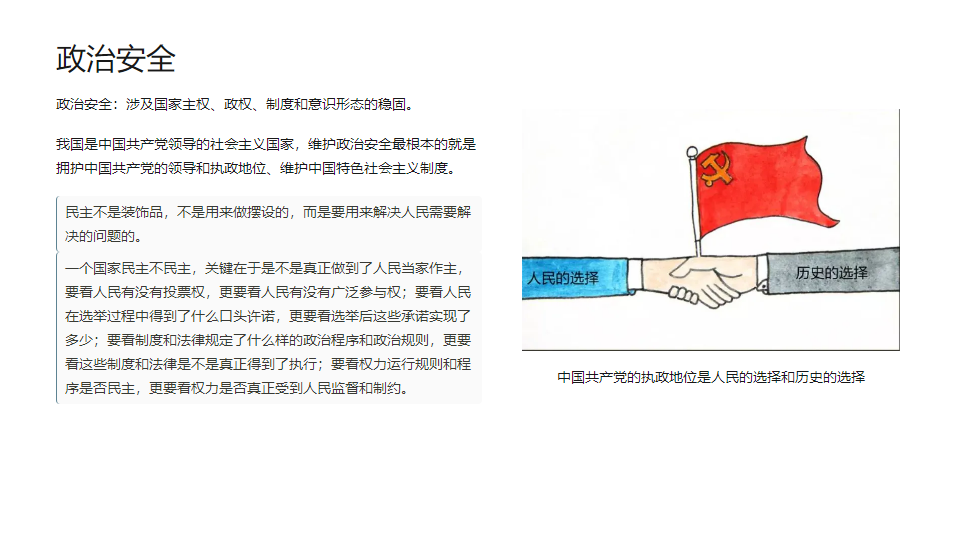 政治安全
政治安全：涉及国家主权、政权、制度和意识形态的稳固。
我国是中国共产党领导的社会主义国家，维护政治安全最根本的就是
拥护中国共产党的领导和执政地位、维护中国特色社会主义制度。
民主不是装饰品，不是用来做摆设的，而是要用来解决人民需要解
决的问题的。
一个国家民主不民主，关键在于是不是真正做到了人民当家作主，
要看人民有没有投票权，更要看人民有没有广泛参与权；要看人民
在选举过程中得到了什么口头许诺，更要看选举后这些承诺实现了
多少；要看制度和法律规定了什么样的政治程序和政治规则，更要
看这些制度和法律是不是真正得到了执行；要看权力运行规则和程
序是否民主，更要看权力是否真正受到人民监督和制约。
人民的选择
历史的选择
中国共产党的执政地位是人民的选择和历史的选择